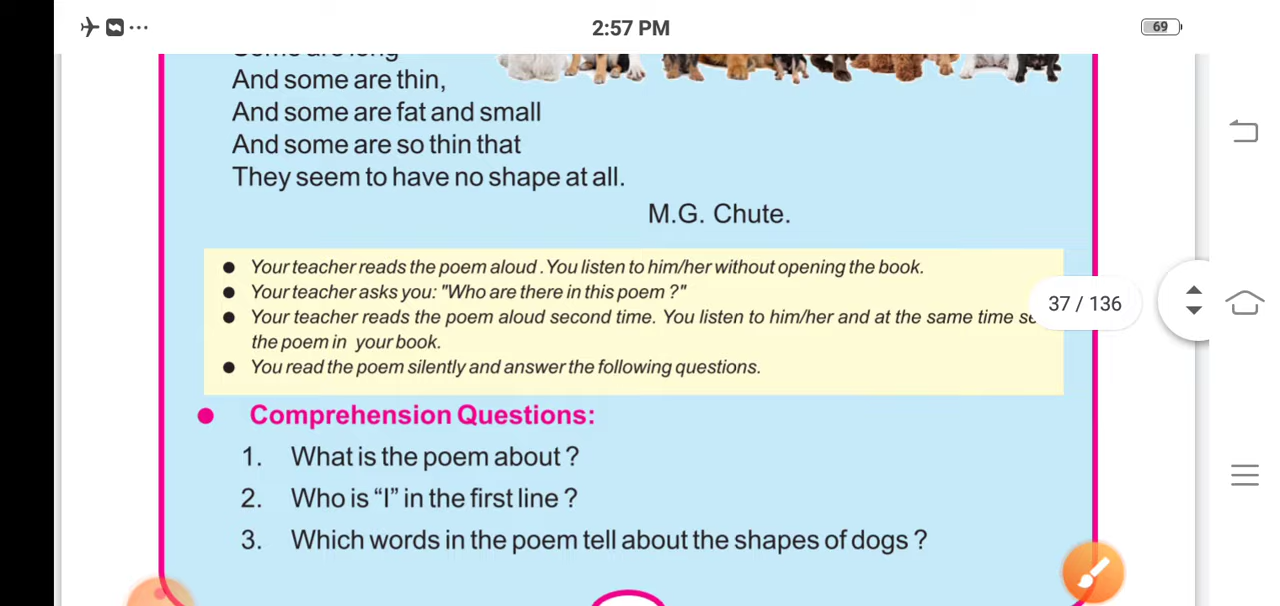 2:57 PM
69
Some are long
And some are thin,
And some are fat and small
And some are so thin that
They seem to have no shape at all.
M.G. Chute.
● Your teacher reads the poem aloud . You listen to him/her without opening the book.
● Your teacher asks you: "Who are there in this poem ?"
● Your teacher reads the poem aloud second time. You listen to him/her and at the same time
the poem in your book.
● You read the poem silently and answer the following questions.
37 / 136
● Comprehension Questions:
1. What is the poem about ?
2. Who is “I” in the first line ?
3. Which words in the poem tell about the shapes of dogs ?